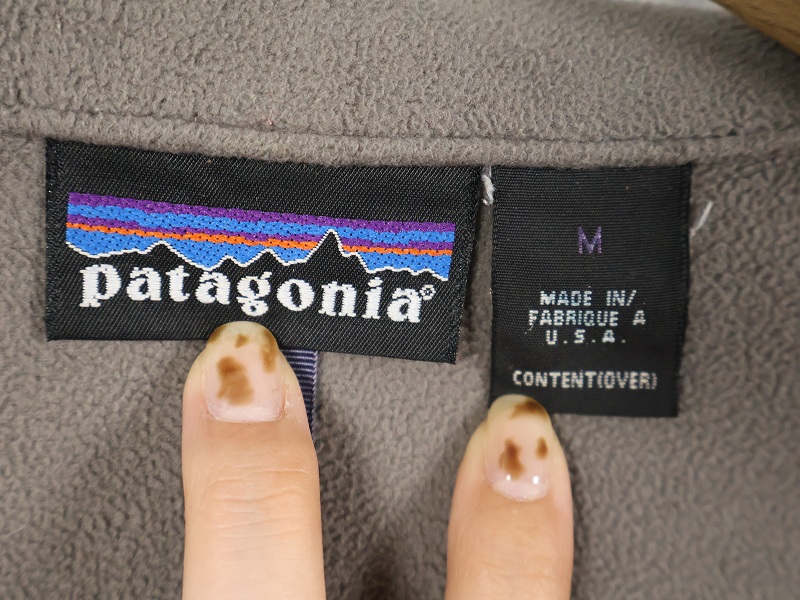 patagonia®
M
MADE IN/
FABRIQUE A
U.S.A.
CONTENT(OVER)